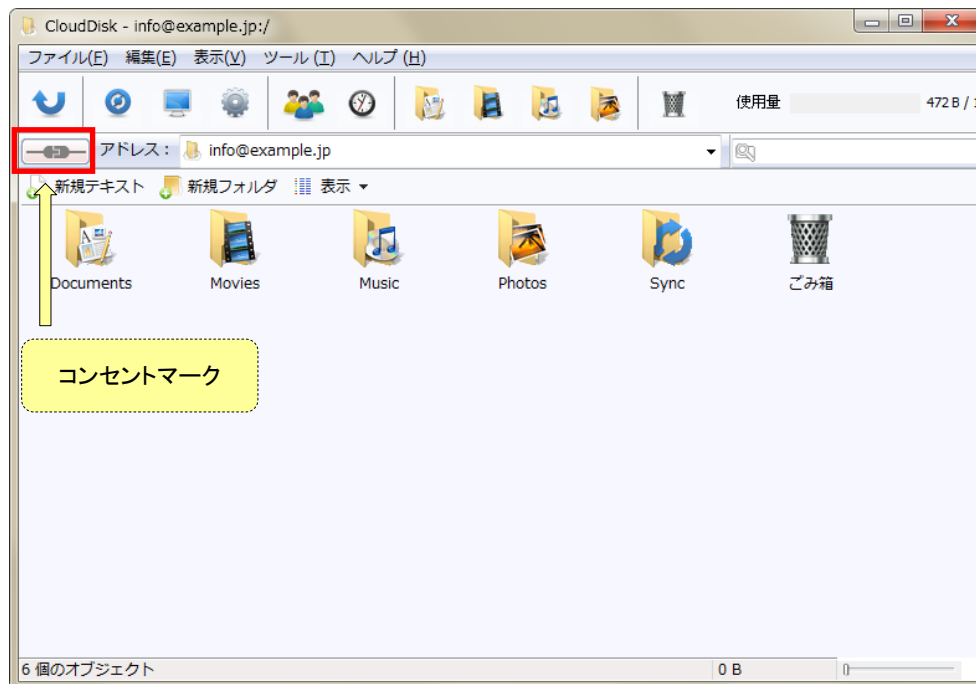 CloudDisk - info@example.jp:/
ファイル(F) 編集(E) 表示(V) ツール(T) ヘルプ(H)
使用量 472 B /
アドレス: info@example.jp
新規テキスト 新規フォルダ 表示
Documents Movies Music Photos Sync ごみ箱
コンセントマーク
6 個のオブジェクト 0 B